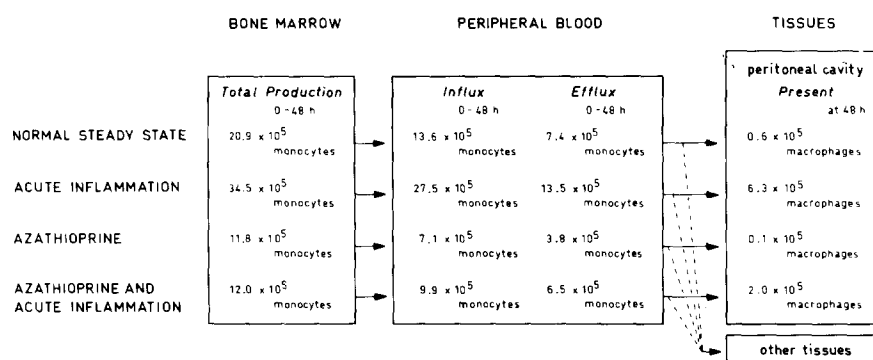 BONE MARROW PERIPHERAL BLOOD TISSUES
peritoneal cavity
Total Production Influx Efflux Present
0-48 h 0-48 h 0-48 h at 48 h
NORMAL STEADY STATE 20.9 x 10⁵ 13.6 x 10⁵ 7.4 x 10⁵ 0.6 x 10⁵
monocytes monocytes monocytes macrophages
ACUTE INFLAMMATION 34.5 x 10⁵ 27.5 x 10⁵ 13.5 x 10⁵ 6.3 x 10⁵
monocytes monocytes monocytes macrophages
AZATHIOPRINE 11.8 x 10⁵ 7.1 x 10⁵ 3.8 x 10⁵ 0.1 x 10⁵
monocytes monocytes monocytes macrophages
AZATHIOPRINE AND 12.0 x 10⁵ 9.9 x 10⁵ 6.5 x 10⁵ 2.0 x 10⁵
ACUTE INFLAMMATION monocytes monocytes monocytes macrophages
other tissues